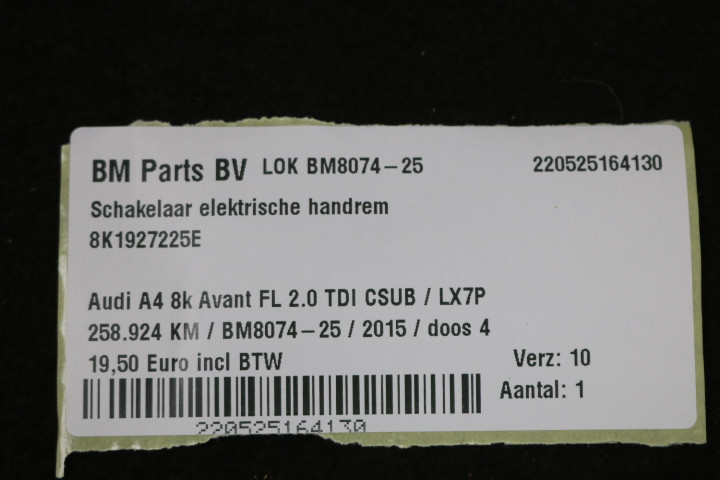 BM Parts BV LOK BM8074-25 220525164130
Schakelaar elektrische handrem
8K1927225E
Audi A4 8k Avant FL 2.0 TDI CSUB / LX7P
258.924 KM / BM8074-25 / 2015 / doos 4
19,50 Euro incl BTW Verz: 10
Aantal: 1
220525164130